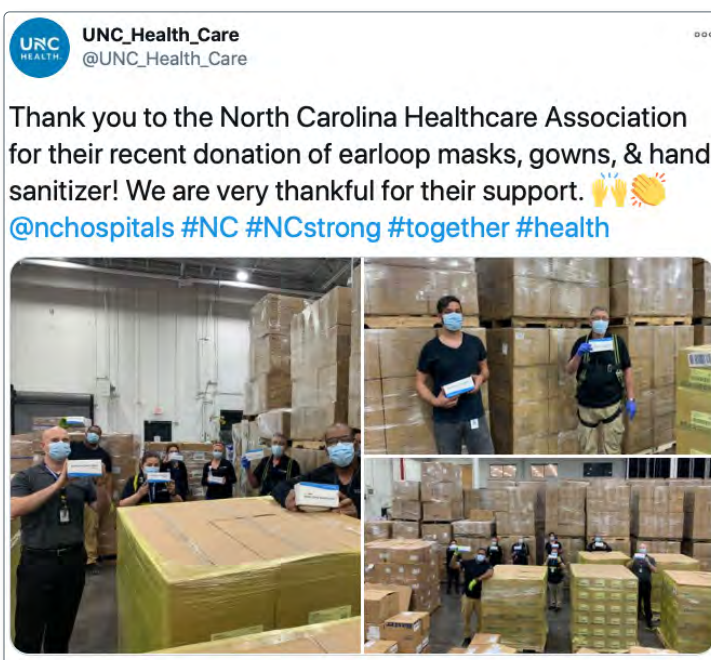 UNC
HEALTH.
UNC_Health_Care
@UNC_Health_Care
Thank you to the North Carolina Healthcare Association
for their recent donation of earloop masks, gowns, & hand
sanitizer! We are very thankful for their support. 🙌👏
@nchospitals #NC #NCstrong #together #health